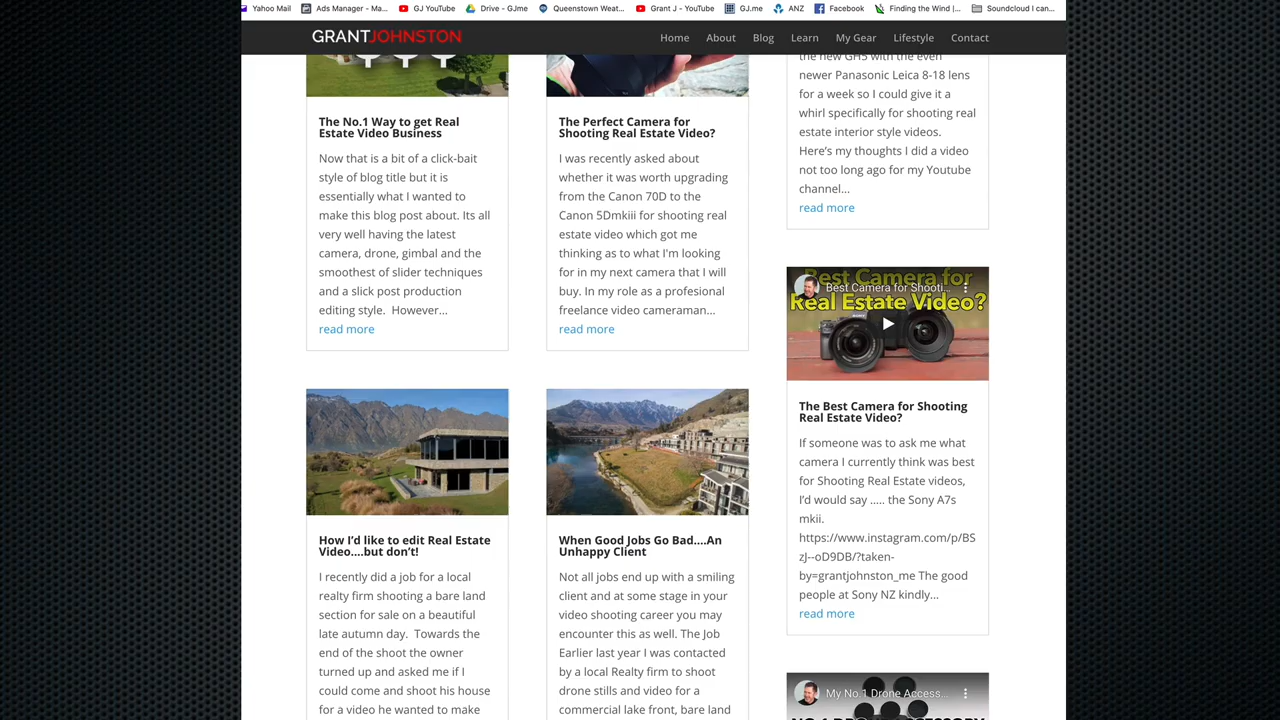 Yahoo Mail
Ads Manager - Ma...
GJ YouTube
Drive - GJme
Queenstown Weat...
Grant J - YouTube
GJ.me
ANZ
Facebook
Finding the Wind |...
Soundcloud I can...
GRANTJOHNSTON
Home
About
Blog
Learn
My Gear
Lifestyle
Contact
The No.1 Way to get Real
Estate Video Business
Now that is a bit of a click-bait
style of blog title but it is
essentially what I wanted to
make this blog post about. Its all
very well having the latest
camera, drone, gimbal and the
smoothest of slider techniques
and a slick post production
editing style.  However...
read more
How I’d like to edit Real Estate
Video....but don’t!
I recently did a job for a local
realty firm shooting a bare land
section for sale on a beautiful
late autumn day.  Towards the
end of the shoot the owner
turned up and asked me if I
could come and shoot his house
for a video he wanted to make
The Perfect Camera for
Shooting Real Estate Video?
I was recently asked about
whether it was worth upgrading
from the Canon 70D to the
Canon 5Dmkiii for shooting real
estate video which got me
thinking as to what I'm looking
for in my next camera that I will
buy. In my role as a profesional
freelance video cameraman...
read more
When Good Jobs Go Bad....An
Unhappy Client
Not all jobs end up with a smiling
client and at some stage in your
video shooting career you may
encounter this as well. The Job
Earlier last year I was contacted
by a local Realty firm to shoot
drone stills and video for a
commercial lake front, bare land
the new GH5 with the even
newer Panasonic Leica 8-18 lens
for a week so I could give it a
whirl specifically for shooting real
estate interior style videos.
Here’s my thoughts I did a video
not too long ago for my Youtube
channel...
read more
Best Camera for
Best Camera for Shooti...
Real Estate Video?
SONY
The Best Camera for Shooting
Real Estate Video?
If someone was to ask me what
camera I currently think was best
for Shooting Real Estate videos,
I’d would say ..... the Sony A7s
mkii.
https://www.instagram.com/p/BS
zJ--oD9DB/?taken-
by=grantjohnston_me The good
people at Sony NZ kindly...
read more
My No.1 Drone Access...
NO.1 DRONE ACCESSORY